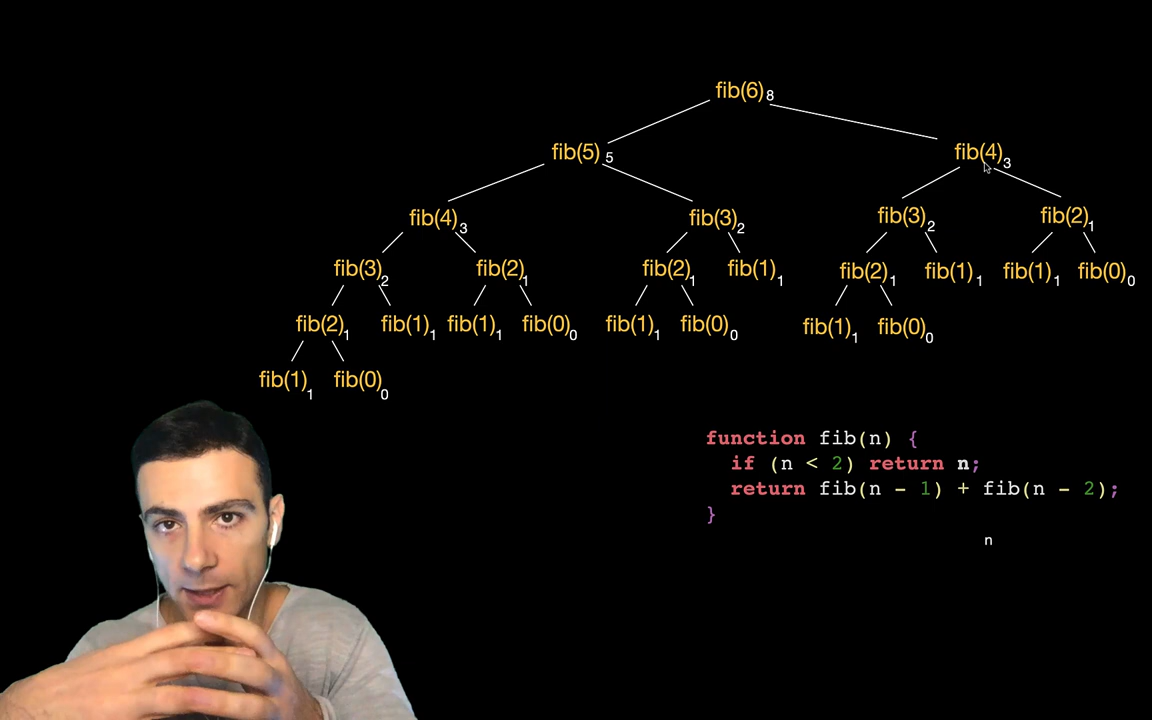 fib(6) 8
fib(5) 5 fib(4) 3
fib(4) 3 fib(3) 2 fib(3) 2 fib(2) 1
fib(3) 2 fib(2) 1 fib(2) 1 fib(1) 1 fib(2) 1 fib(1) 1 fib(1) 1 fib(0) 0
fib(2) 1 fib(1) 1 fib(1) 1 fib(0) 0 fib(1) 1 fib(0) 0 fib(1) 1 fib(0) 0
fib(1) 1 fib(0) 0
function fib(n) {
if (n < 2) return n;
return fib(n - 1) + fib(n - 2);
}
n